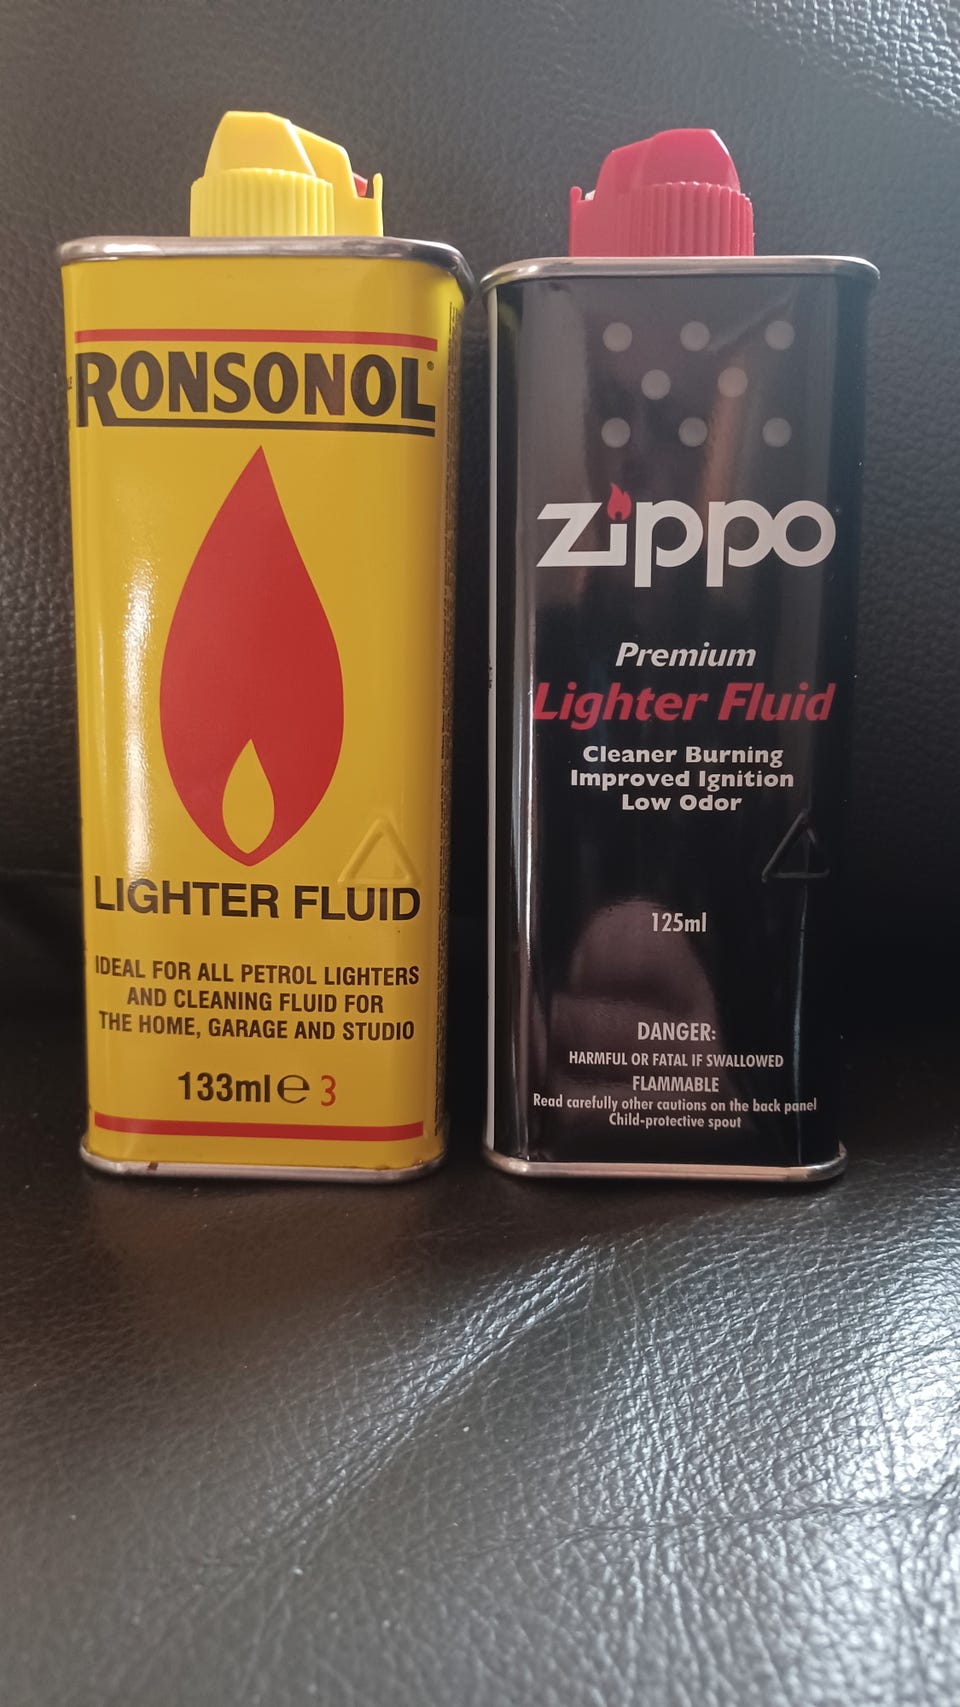 RONSONOL®
LIGHTER FLUID
IDEAL FOR ALL PETROL LIGHTERS
AND CLEANING FLUID FOR
THE HOME, GARAGE AND STUDIO
133ml ℮ 3
zippo
Premium
Lighter Fluid
Cleaner Burning
Improved Ignition
Low Odor
125ml
DANGER:
HARMFUL OR FATAL IF SWALLOWED
FLAMMABLE
Read carefully other cautions on the back panel
Child-protective spout